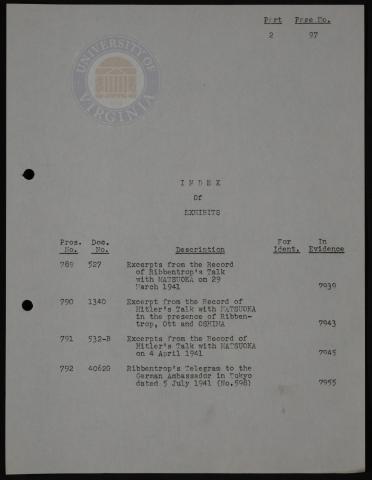 Part Page No.
2 97
UNIVERSITY OF
VIRGINIA
I N D E X
Of
EXHIBITS
Pros. Doc. For In
No. No. Description Ident. Evidence
789 527 Excerpts from the Record
of Ribbentrop's Talk
with MATSUOKA on 29
March 1941 7939
790 1340 Excerpt from the Record of
Hitler's Talk with MATSUOKA
in the presence of Ribben-
trop, Ott and OSHIMA 7943
791 532-B Excerpts from the Record of
Hitler's Talk with MATSUOKA
on 4 April 1941 7945
792 4062G Ribbentrop's Telegram to the
German Ambassador in Tokyo
dated 5 July 1941 (No.598) 7955